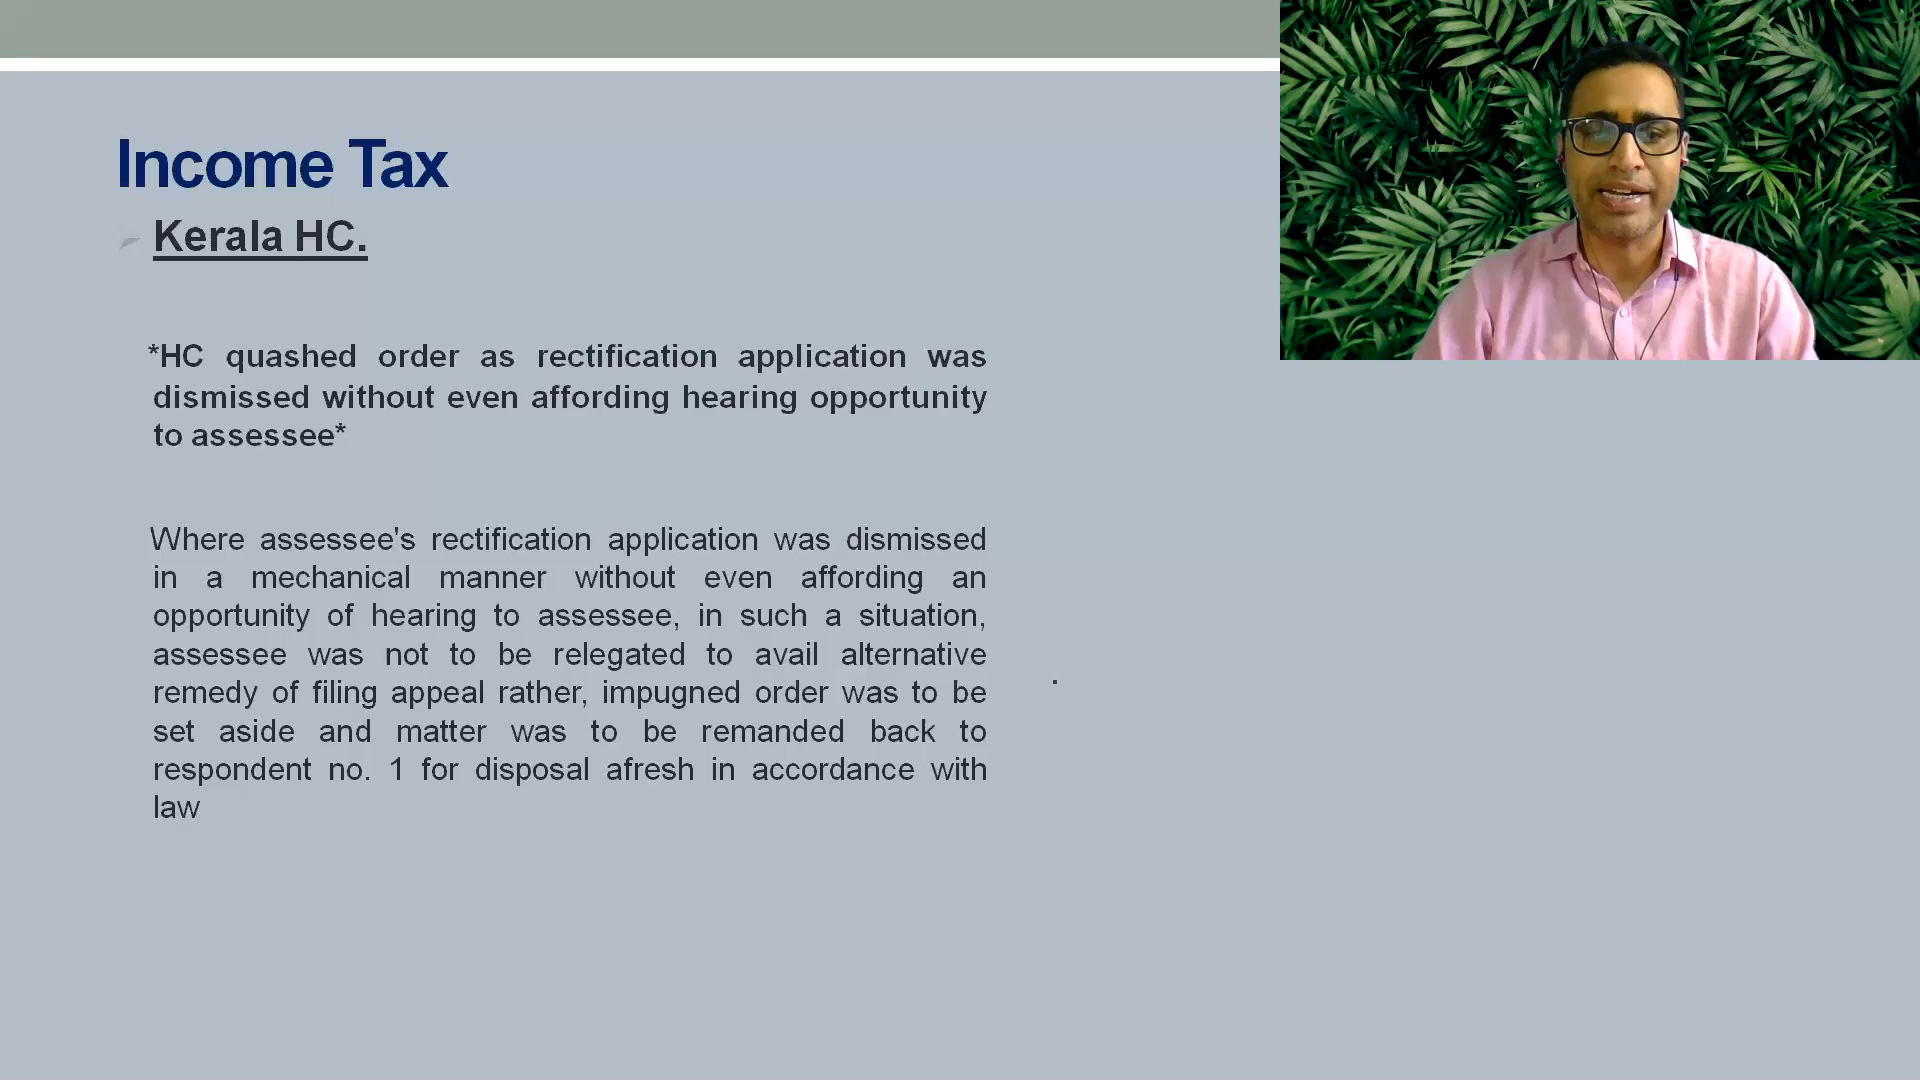 Income Tax
Kerala HC.
*HC quashed order as rectification application was
dismissed without even affording hearing opportunity
to assessee*
Where assessee's rectification application was dismissed
in a mechanical manner without even affording an
opportunity of hearing to assessee, in such a situation,
assessee was not to be relegated to avail alternative
remedy of filing appeal rather, impugned order was to be
set aside and matter was to be remanded back to
respondent no. 1 for disposal afresh in accordance with
law